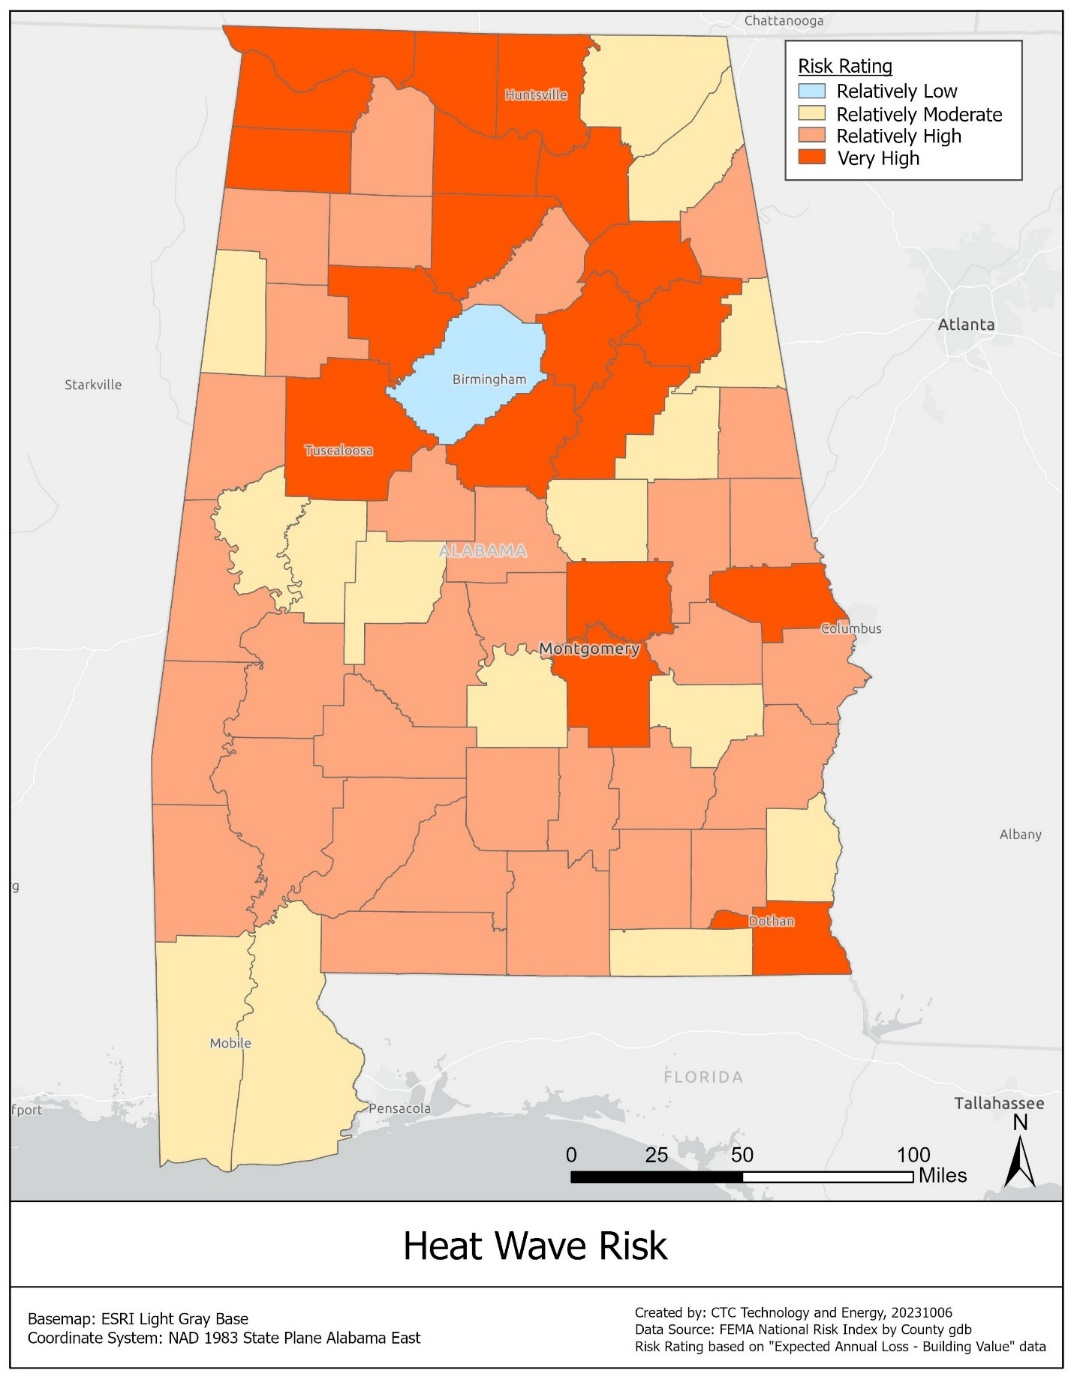 Chattanooga
Risk Rating
Relatively Low
Relatively Moderate
Relatively High
Very High
Huntsville
Atlanta
Starkville
Birmingham
Tuscaloosa
ALABAMA
Columbus
Montgomery
Albany
g
Dothan
Mobile
FLORIDA
Pensacola
fport
Tallahassee
N
0 25 50 100
Miles
Heat Wave Risk
Basemap: ESRI Light Gray Base
Coordinate System: NAD 1983 State Plane Alabama East
Created by: CTC Technology and Energy, 20231006
Data Source: FEMA National Risk Index by County gdb
Risk Rating based on "Expected Annual Loss - Building Value" data